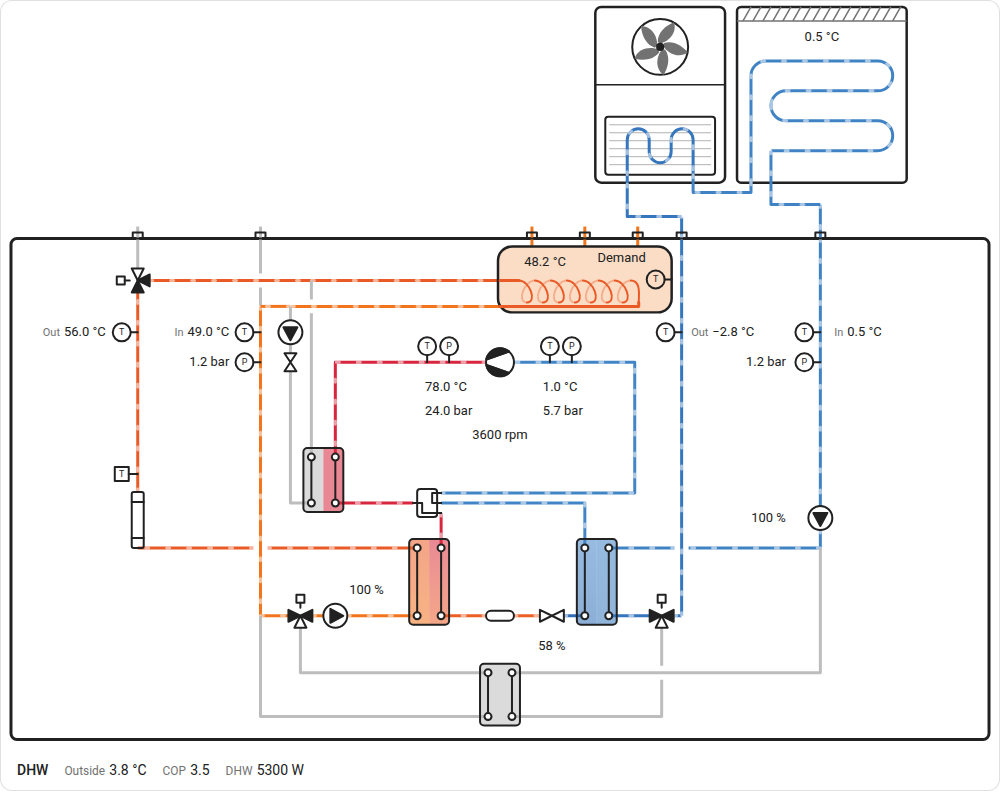 0.5 °C
48.2 °C Demand
T
Out 56.0 °C T
In 49.0 °C T
T Out −2.8 °C
T In 0.5 °C
1.2 bar P
1.2 bar P
T P
T P
78.0 °C
1.0 °C
24.0 bar
5.7 bar
3600 rpm
T
100 %
100 %
58 %
DHW Outside 3.8 °C COP 3.5 DHW 5300 W